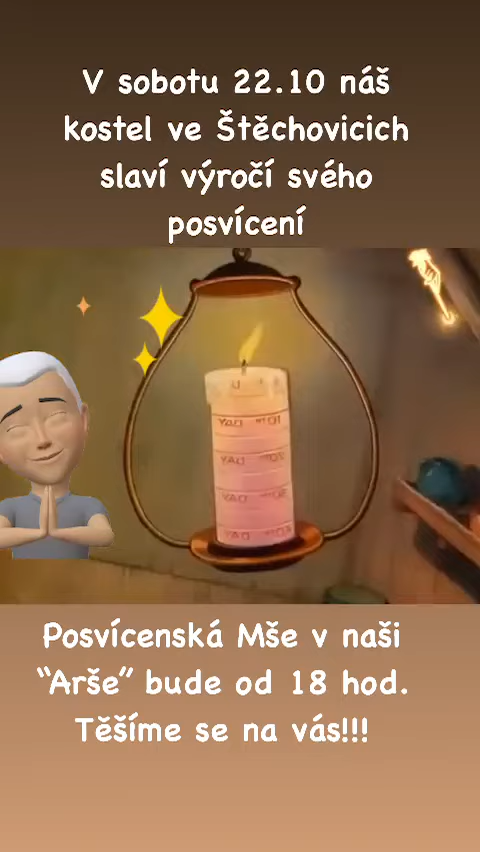 V sobotu 22.10 náš
kostel ve Štěchovicich
slaví výročí svého
posvícení
Posvícenská Mše v naši
“Arše” bude od 18 hod.
Těšíme se na vás!!!